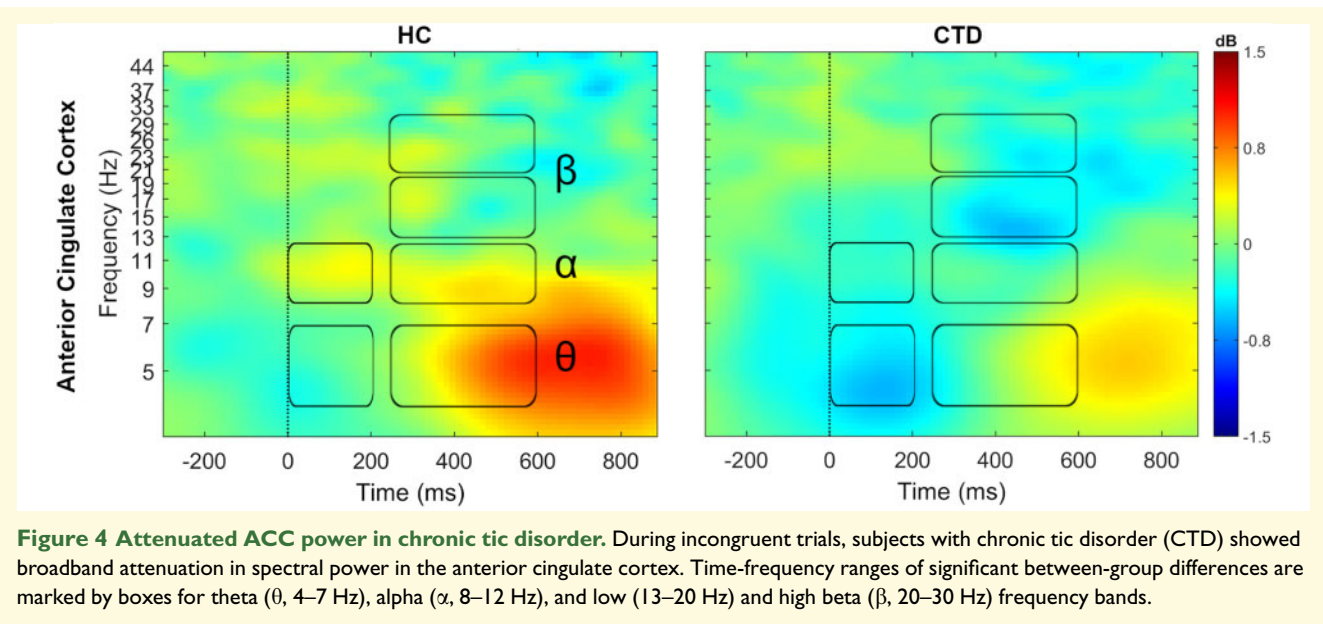 HC
CTD
dB
Anterior Cingulate Cortex
Frequency (Hz)
44
37
33
29
28
26
23
21
19
17
15
13
11
9
7
5
β
α
θ
1.5
0.8
0
-0.8
-1.5
-200 0 200 400 600 800
-200 0 200 400 600 800
Time (ms)
Time (ms)
Figure 4 Attenuated ACC power in chronic tic disorder. During incongruent trials, subjects with chronic tic disorder (CTD) showed
broadband attenuation in spectral power in the anterior cingulate cortex. Time-frequency ranges of significant between-group differences are
marked by boxes for theta (θ, 4–7 Hz), alpha (α, 8–12 Hz), and low (13–20 Hz) and high beta (β, 20–30 Hz) frequency bands.